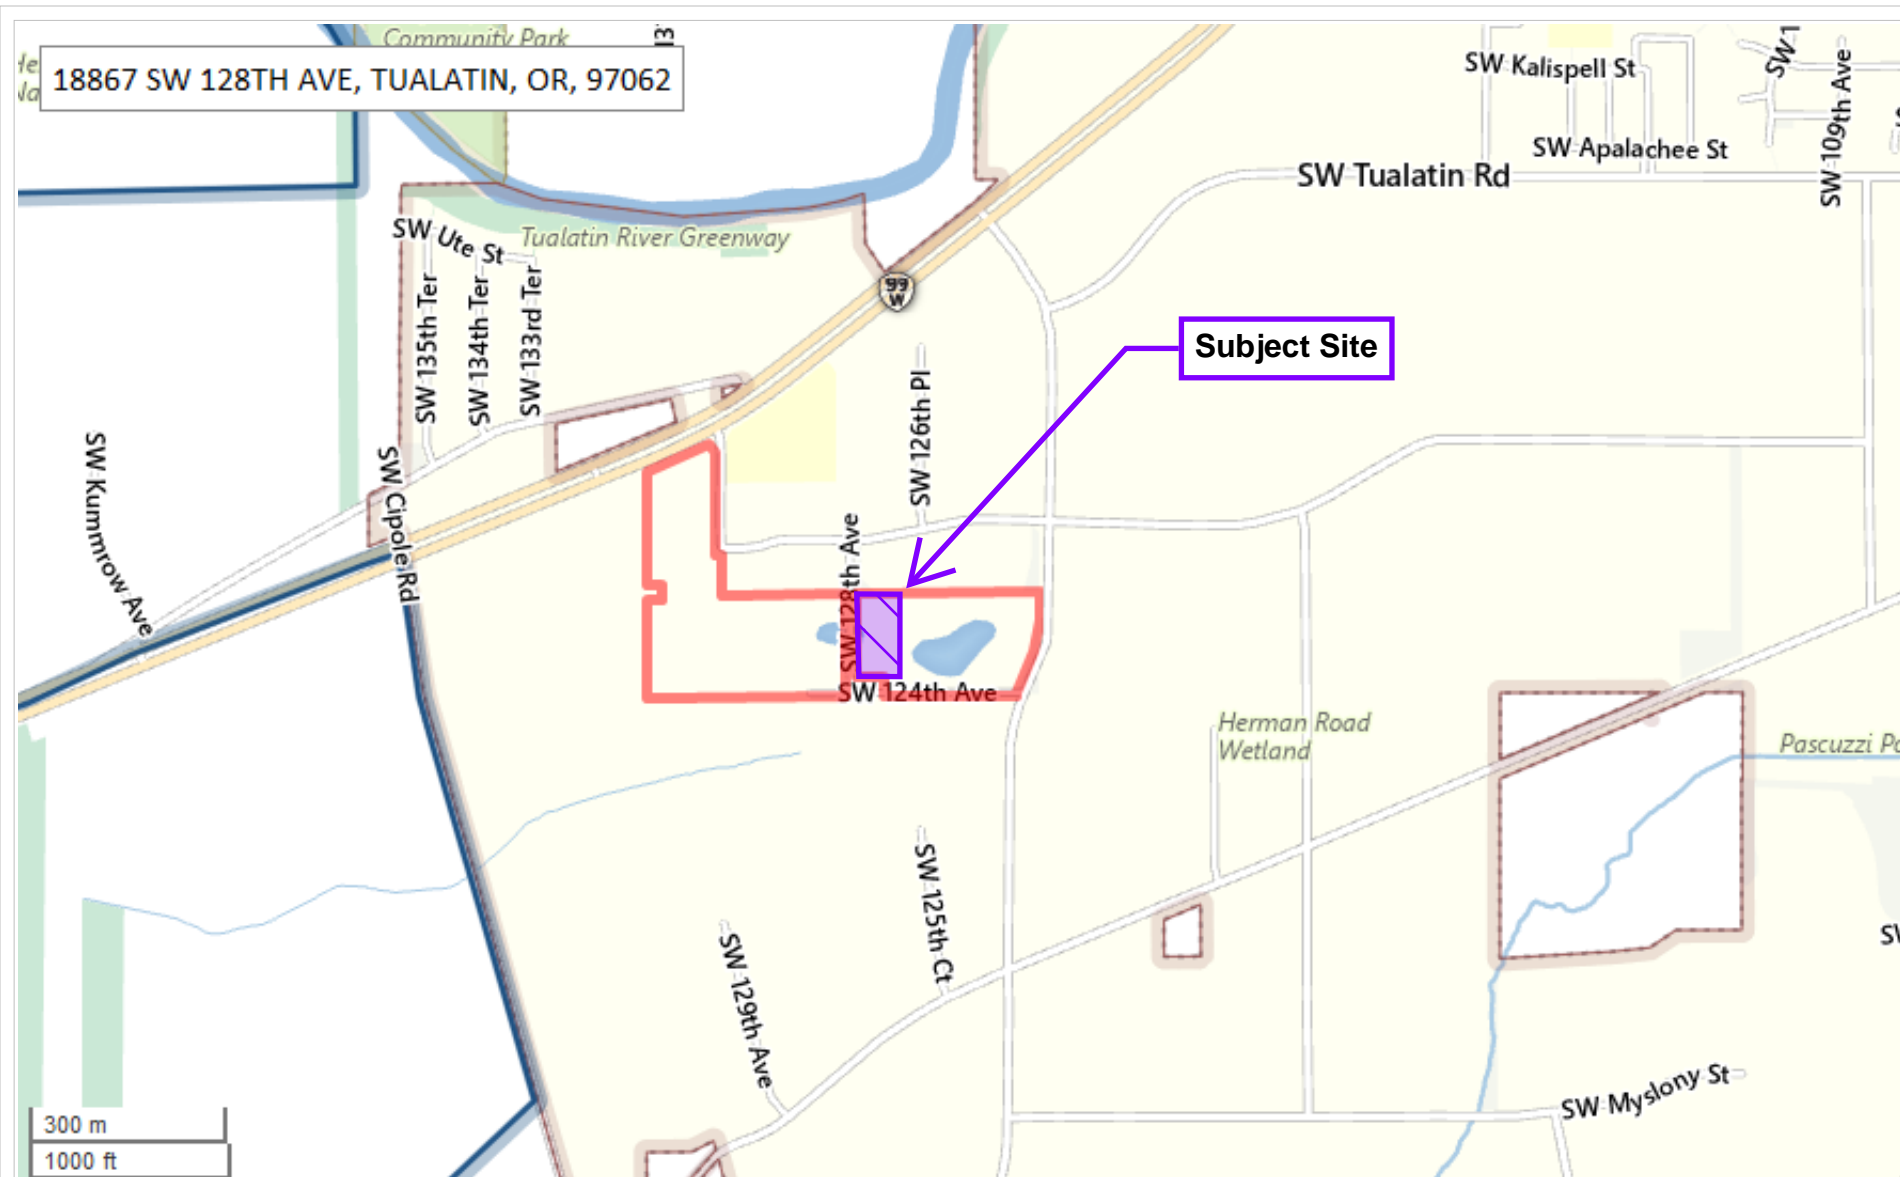 Community Park
18867 SW 128TH AVE, TUALATIN, OR, 97062
SW Kalispell St
SW 109th Ave
SW Apalachee St
SW Tualatin Rd
SW Ute St
Tualatin River Greenway
SW 135th Ter
SW 134th Ter
SW 133rd Ter
99
W
Subject Site
SW 126th Pl
SW Kummrow Ave
SW Cipole Rd
SW 128th Ave
SW 124th Ave
Herman Road
Wetland
Pascuzzi
SW 125th Ct
SW 129th Ave
SW Myslony St
300 m
1000 ft